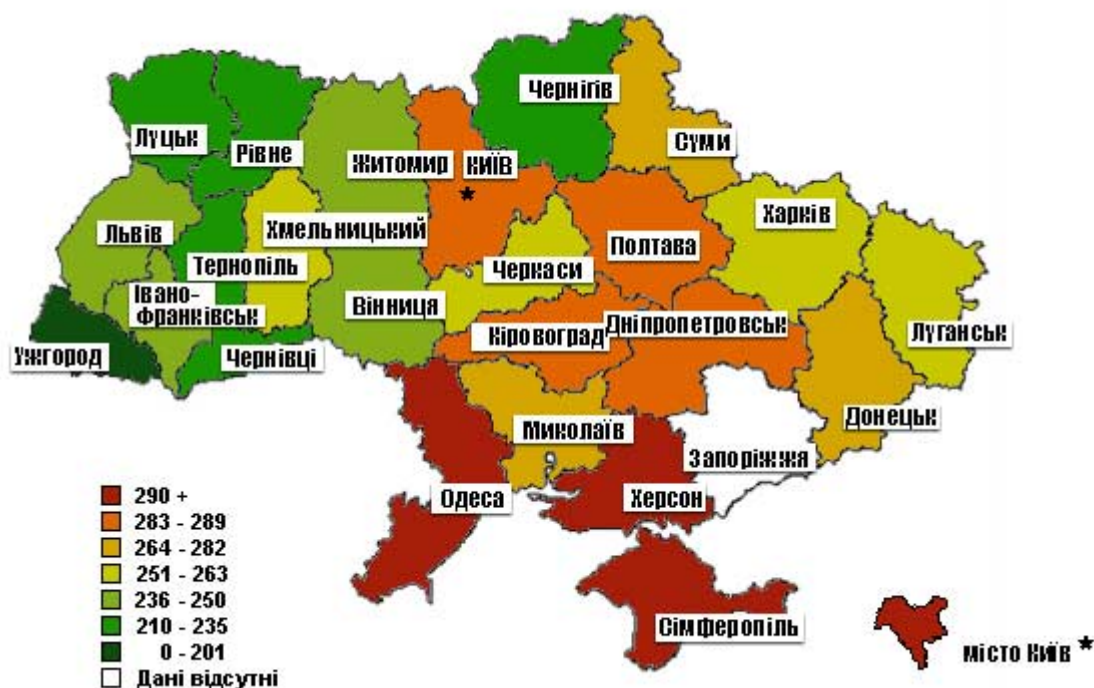 Чернігів
Луцьк
Рівне
Суми
Житомир
КИЇВ
*
Львів
Хмельницький
Харків
Тернопіль
Полтава
Черкаси
Івано-
Франківськ
Вінниця
Кіровоград
Дніпропетровськ
Луганськ
Ужгород
Чернівці
Миколаїв
Донецьк
Запоріжжя
Одеса
Херсон
Сімферополь
290 +
283 - 289
264 - 282
251 - 263
236 - 250
210 - 235
0 - 201
Дані відсутні
місто Київ *